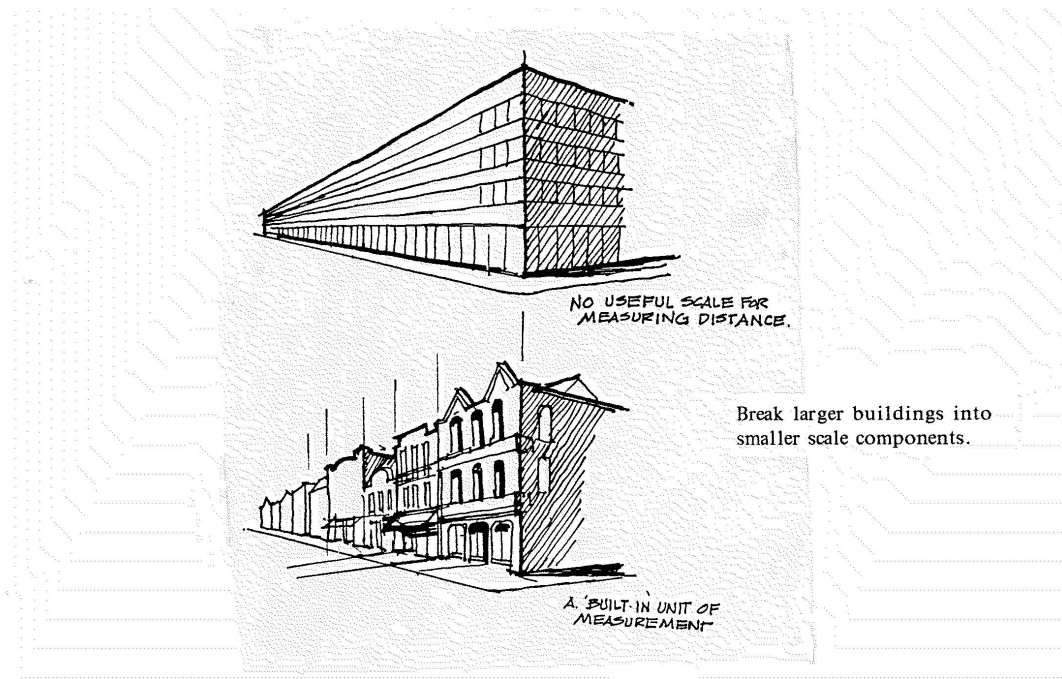 NO USEFUL SCALE FOR
MEASURING DISTANCE.
Break larger buildings into
smaller scale components.
A 'BUILT-IN' UNIT OF
MEASUREMENT